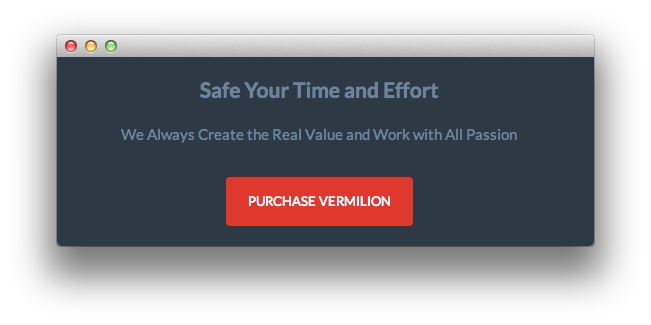 Safe Your Time and Effort
We Always Create the Real Value and Work with All Passion
PURCHASE VERMILION